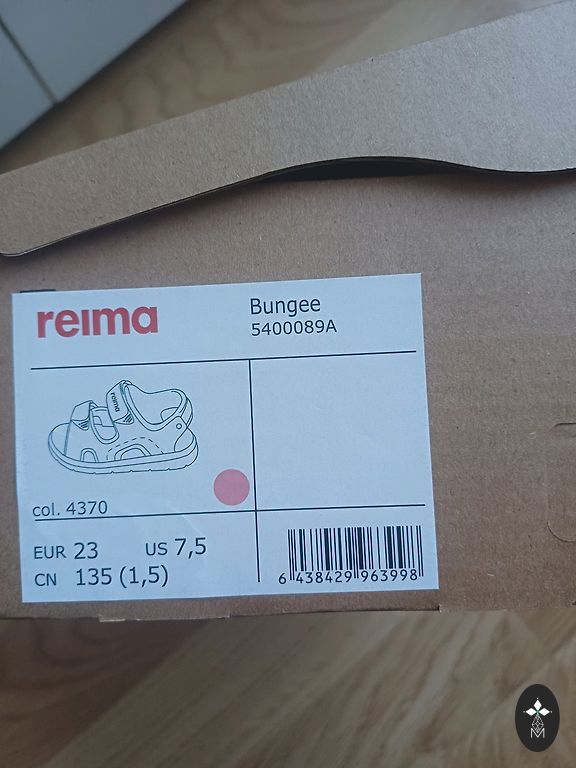 reima
Bungee
5400089A
reima
col. 4370
EUR 23 US 7,5
CN 135 (1,5)
6 438429 963998
M